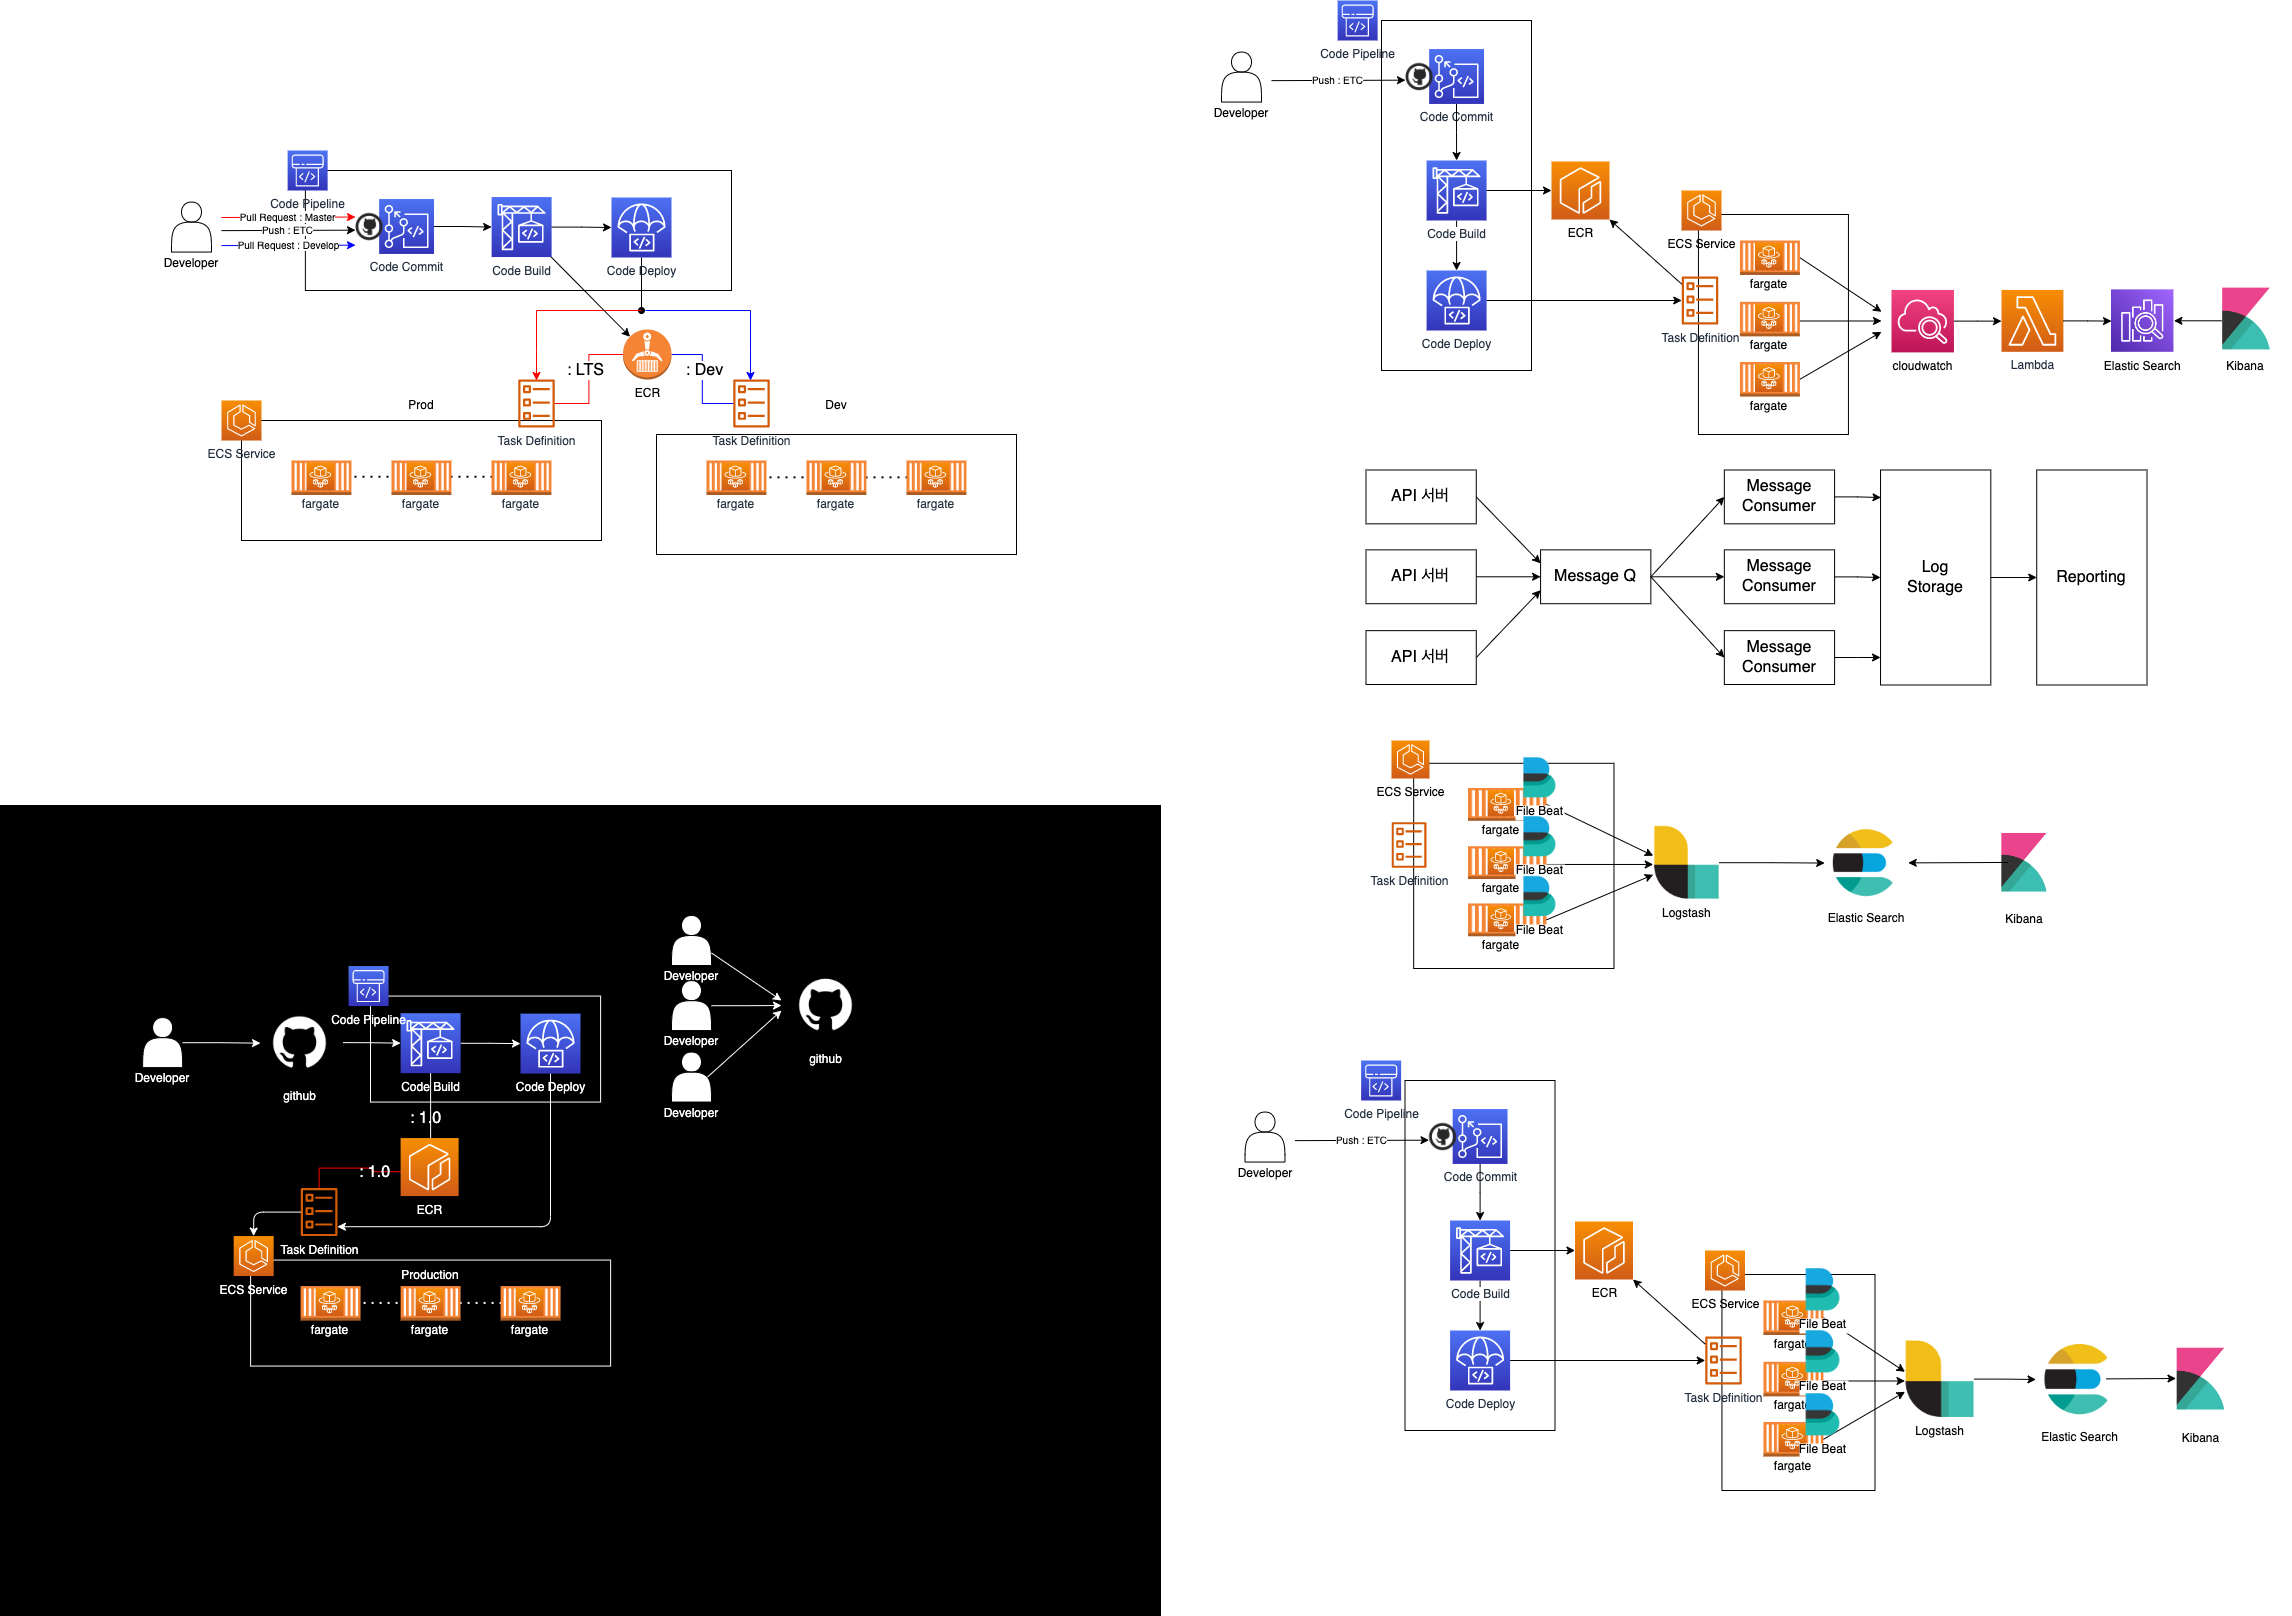 Code Pipeline
Pull Request : Master
Push : ETC
Pull Request : Develop
Developer
Code Commit
Code Build
Code Deploy
: LTS
: Dev
ECR
Prod
Dev
Task Definition
Task Definition
ECS Service
fargate
fargate
fargate
fargate
fargate
fargate
Code Pipeline
Push : ETC
Developer
Code Commit
Code Build
ECR
Code Deploy
ECS Service
Task Definition
fargate
fargate
fargate
cloudwatch
Lambda
Elastic Search
Kibana
API 서버
API 서버
API 서버
Message Q
Message
Consumer
Message
Consumer
Message
Consumer
Log
Storage
Reporting
ECS Service
Task Definition
File Beat
fargate
File Beat
fargate
File Beat
fargate
Logstash
Elastic Search
Kibana
Developer
github
Code Pipeline
Code Build
Code Deploy
: 1.0
: 1.0
ECR
Task Definition
ECS Service
Production
fargate
fargate
fargate
Developer
Developer
Developer
github
Code Pipeline
Push : ETC
Developer
Code Commit
Code Build
ECR
Code Deploy
ECS Service
Task Definition
File Beat
fargate
File Beat
fargate
File Beat
fargate
Logstash
Elastic Search
Kibana